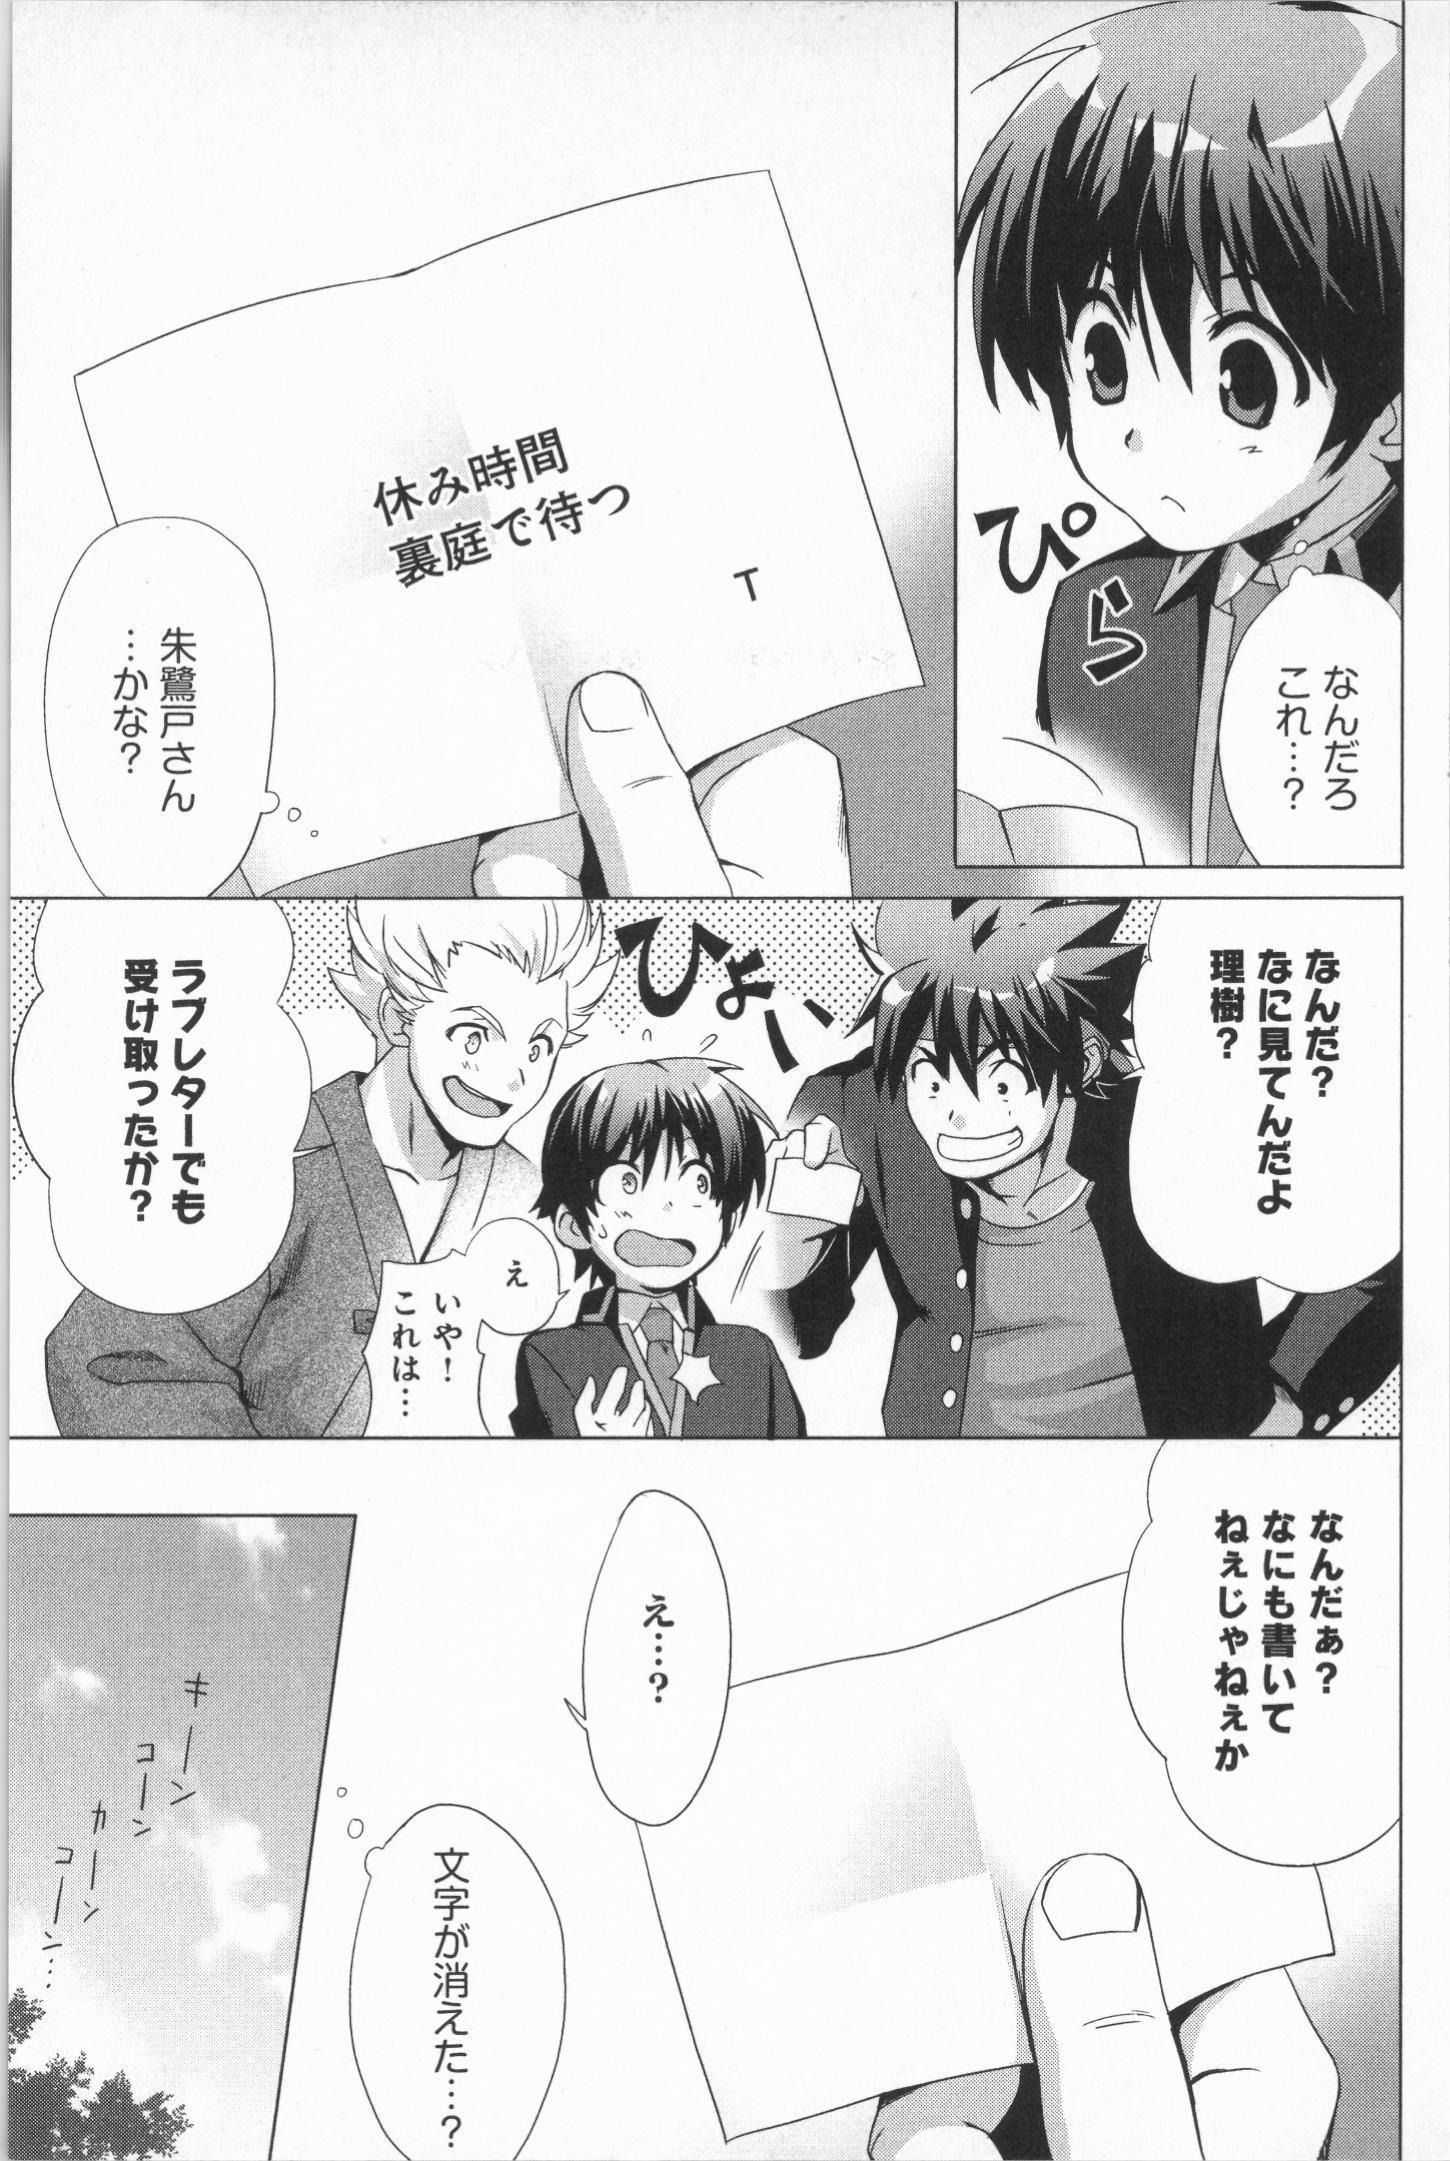 なんだろ
これ…?
ぴら
休み時間
裏庭で待つ
T
朱鷺戸さん
…かな?
なんだ?
なに見てんだよ
理樹?
ひょいっ
ラブレターでも
受け取ったか?
え
いや!
これは…
なんだぁ?
なにも書いて
ねぇじゃねぇか
え…?
文字が消えた…?
キーン
コーン
カーン
コーン…